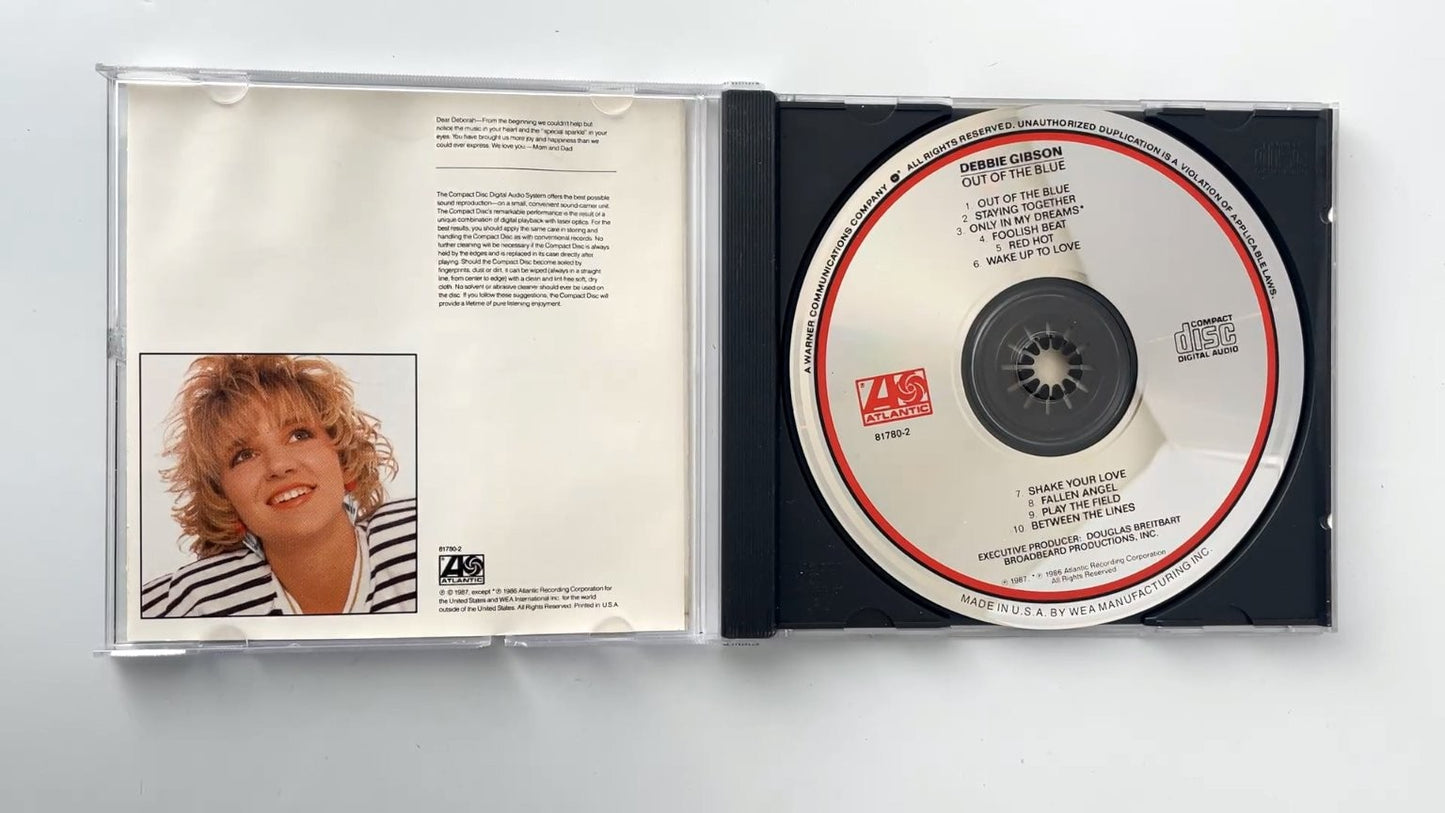 Dear Deborah—From the beginning we couldn't help but
notice the music in your heart and the "special sparkle" in your
eyes. You have brought us more joy and happiness than we
could ever express. We love you.—Mom and Dad
The Compact Disc Digital Audio System offers the best possible
sound reproduction—on a small, convenient sound-carrier unit.
The Compact Disc's remarkable performance is the result of a
unique combination of digital playback with laser optics. For the
best results, you should apply the same care in storing and
handling the Compact Disc as with conventional records. No
further cleaning will be necessary if the Compact Disc is always
held by the edges and is replaced in its case directly after
playing. Should the Compact Disc become soiled by
fingerprints, dust or dirt, it can be wiped (always in a straight
line, from center to edge) with a clean and lint-free soft, dry
cloth. No solvent or abrasive cleaner should ever be used on
the disc. If you follow these suggestions, the Compact Disc will
provide a lifetime of pure listening enjoyment.
81780-2
ATLANTIC
℗ © 1987, except *℗ 1986 Atlantic Recording Corporation for
the United States and WEA International Inc. for the world
outside of the United States. All Rights Reserved. Printed in U.S.A.
A WARNER COMMUNICATIONS COMPANY ALL RIGHTS RESERVED. UNAUTHORIZED DUPLICATION IS A VIOLATION OF APPLICABLE LAWS.
DEBBIE GIBSON
OUT OF THE BLUE
1 OUT OF THE BLUE
2 STAYING TOGETHER
3 ONLY IN MY DREAMS*
4 FOOLISH BEAT
5 RED HOT
6 WAKE UP TO LOVE
COMPACT
disc
DIGITAL AUDIO
ATLANTIC
81780-2
7 SHAKE YOUR LOVE
8 FALLEN ANGEL
9 PLAY THE FIELD
10 BETWEEN THE LINES
EXECUTIVE PRODUCER: DOUGLAS BREITBART
BROADBEARD PRODUCTIONS, INC.
℗ 1987. *℗ 1986 Atlantic Recording Corporation
All Rights Reserved
MADE IN U.S.A. BY WEA MANUFACTURING INC.